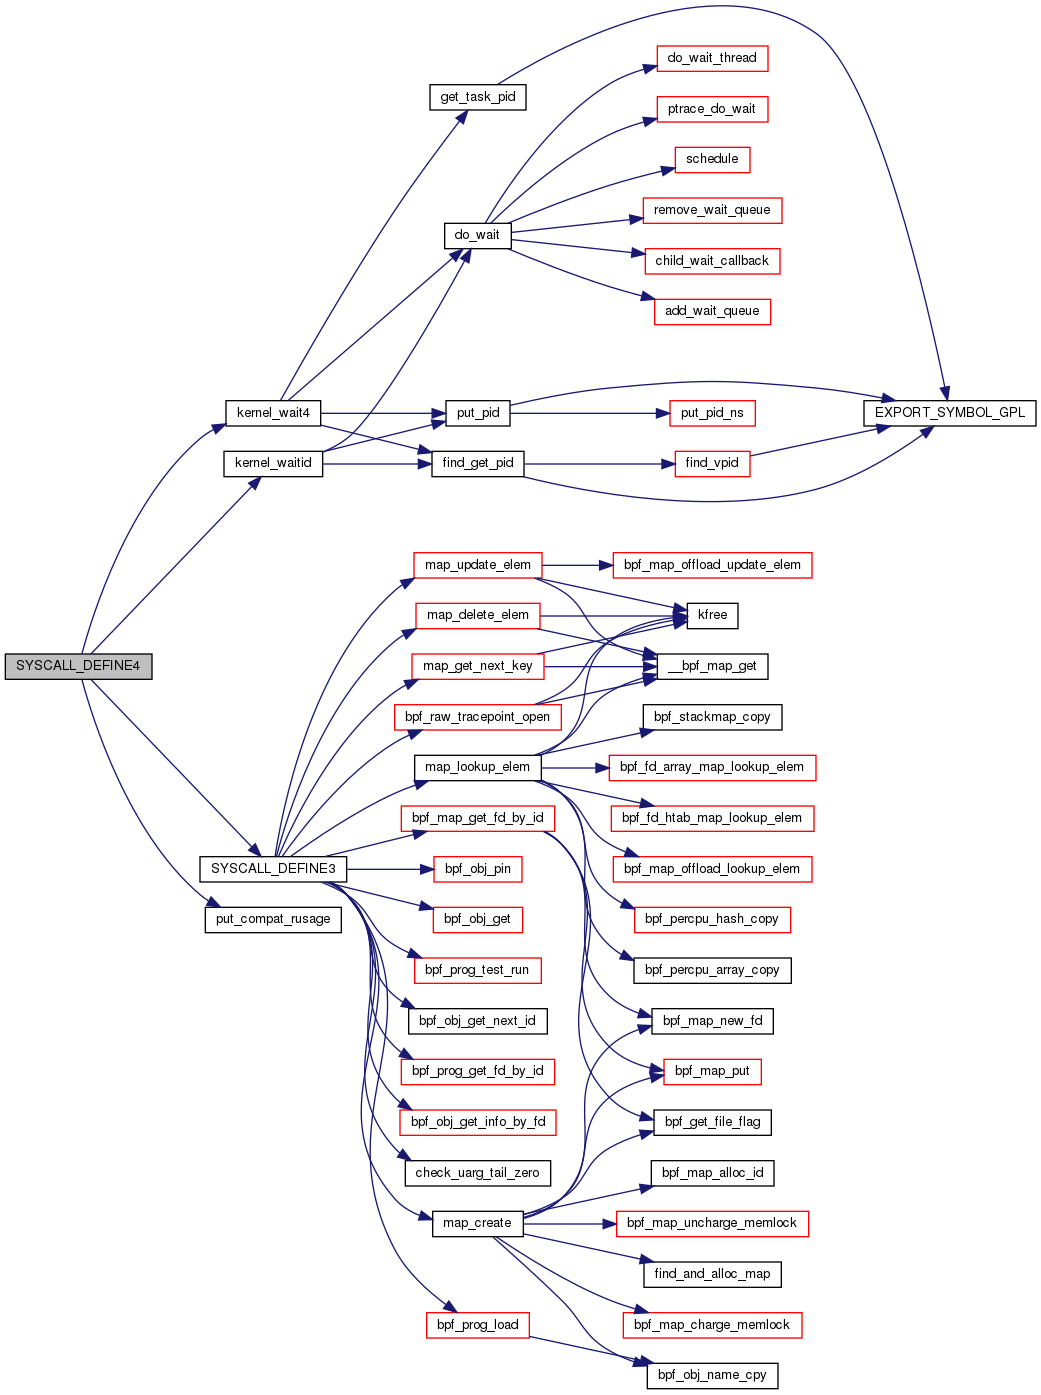 do_wait_thread
get_task_pid
ptrace_do_wait
schedule
remove_wait_queue
do_wait
child_wait_callback
add_wait_queue
kernel_wait4
put_pid
put_pid_ns
EXPORT_SYMBOL_GPL
kernel_waitid
find_get_pid
find_vpid
map_update_elem
bpf_map_offload_update_elem
map_delete_elem
kfree
SYSCALL_DEFINE4
map_get_next_key
__bpf_map_get
bpf_raw_tracepoint_open
bpf_stackmap_copy
map_lookup_elem
bpf_fd_array_map_lookup_elem
bpf_map_get_fd_by_id
bpf_fd_htab_map_lookup_elem
SYSCALL_DEFINE3
bpf_obj_pin
bpf_map_offload_lookup_elem
put_compat_rusage
bpf_obj_get
bpf_percpu_hash_copy
bpf_prog_test_run
bpf_percpu_array_copy
bpf_obj_get_next_id
bpf_map_new_fd
bpf_prog_get_fd_by_id
bpf_map_put
bpf_obj_get_info_by_fd
bpf_get_file_flag
check_uarg_tail_zero
bpf_map_alloc_id
map_create
bpf_map_uncharge_memlock
find_and_alloc_map
bpf_prog_load
bpf_map_charge_memlock
bpf_obj_name_cpy